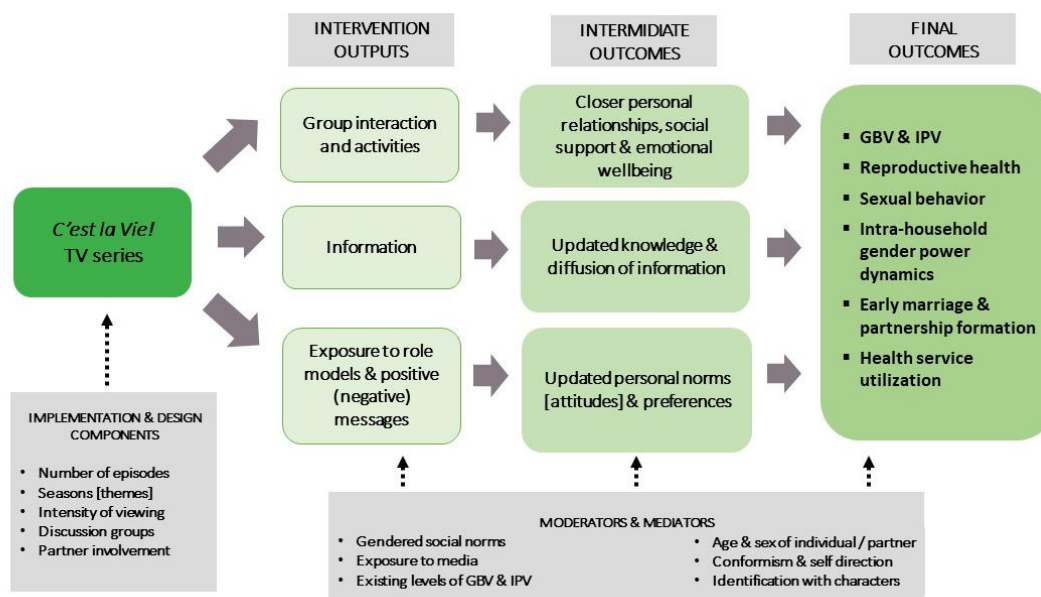 INTERVENTION
OUTPUTS
INTERMIDIATE
OUTCOMES
FINAL
OUTCOMES
C'est la Vie!
TV series
Group interaction
and activities
Closer personal
relationships, social
support & emotional
wellbeing
Information
Updated knowledge &
diffusion of information
Exposure to role
models & positive
(negative)
messages
Updated personal norms
[attitudes] & preferences
▪ GBV & IPV
▪ Reproductive health
▪ Sexual behavior
▪ Intra-household
gender power
dynamics
▪ Early marriage &
partnership formation
▪ Health service
utilization
IMPLEMENTATION & DESIGN
COMPONENTS
• Number of episodes
• Seasons [themes]
• Intensity of viewing
• Discussion groups
• Partner involvement
MODERATORS & MEDIATORS
• Gendered social norms
• Exposure to media
• Existing levels of GBV & IPV
• Age & sex of individual / partner
• Conformism & self direction
• Identification with characters